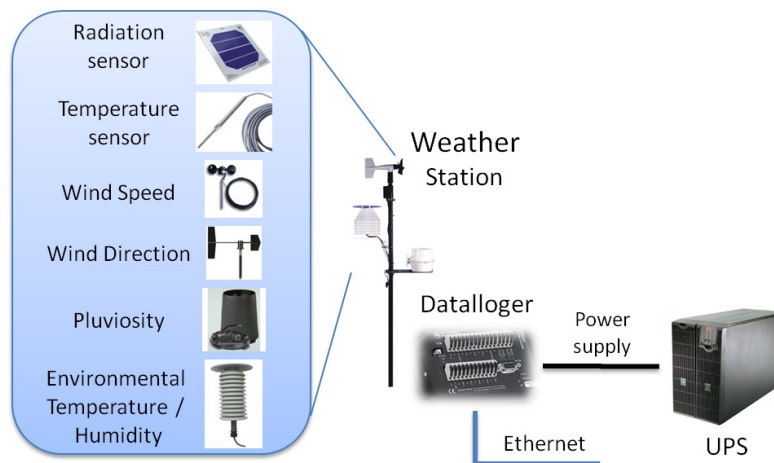 Radiation
sensor
Temperature
sensor
Wind Speed
Wind Direction
Pluviosity
Environmental
Temperature /
Humidity
Weather
Station
Datalloger
Power
supply
Ethernet
UPS